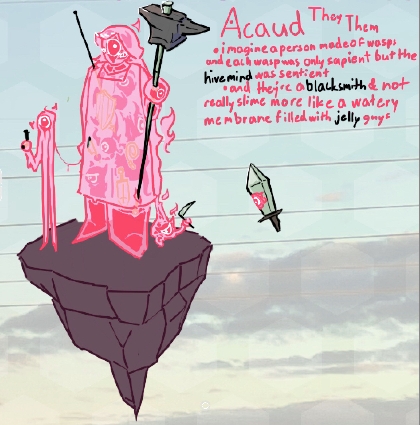 Acaud They Them
• imagine a person made of wasps
and each wasp was only sapient but the
hivemind was sentient
• and they're a blacksmith & not
really slime more like a watery
membrane filled with jelly guys